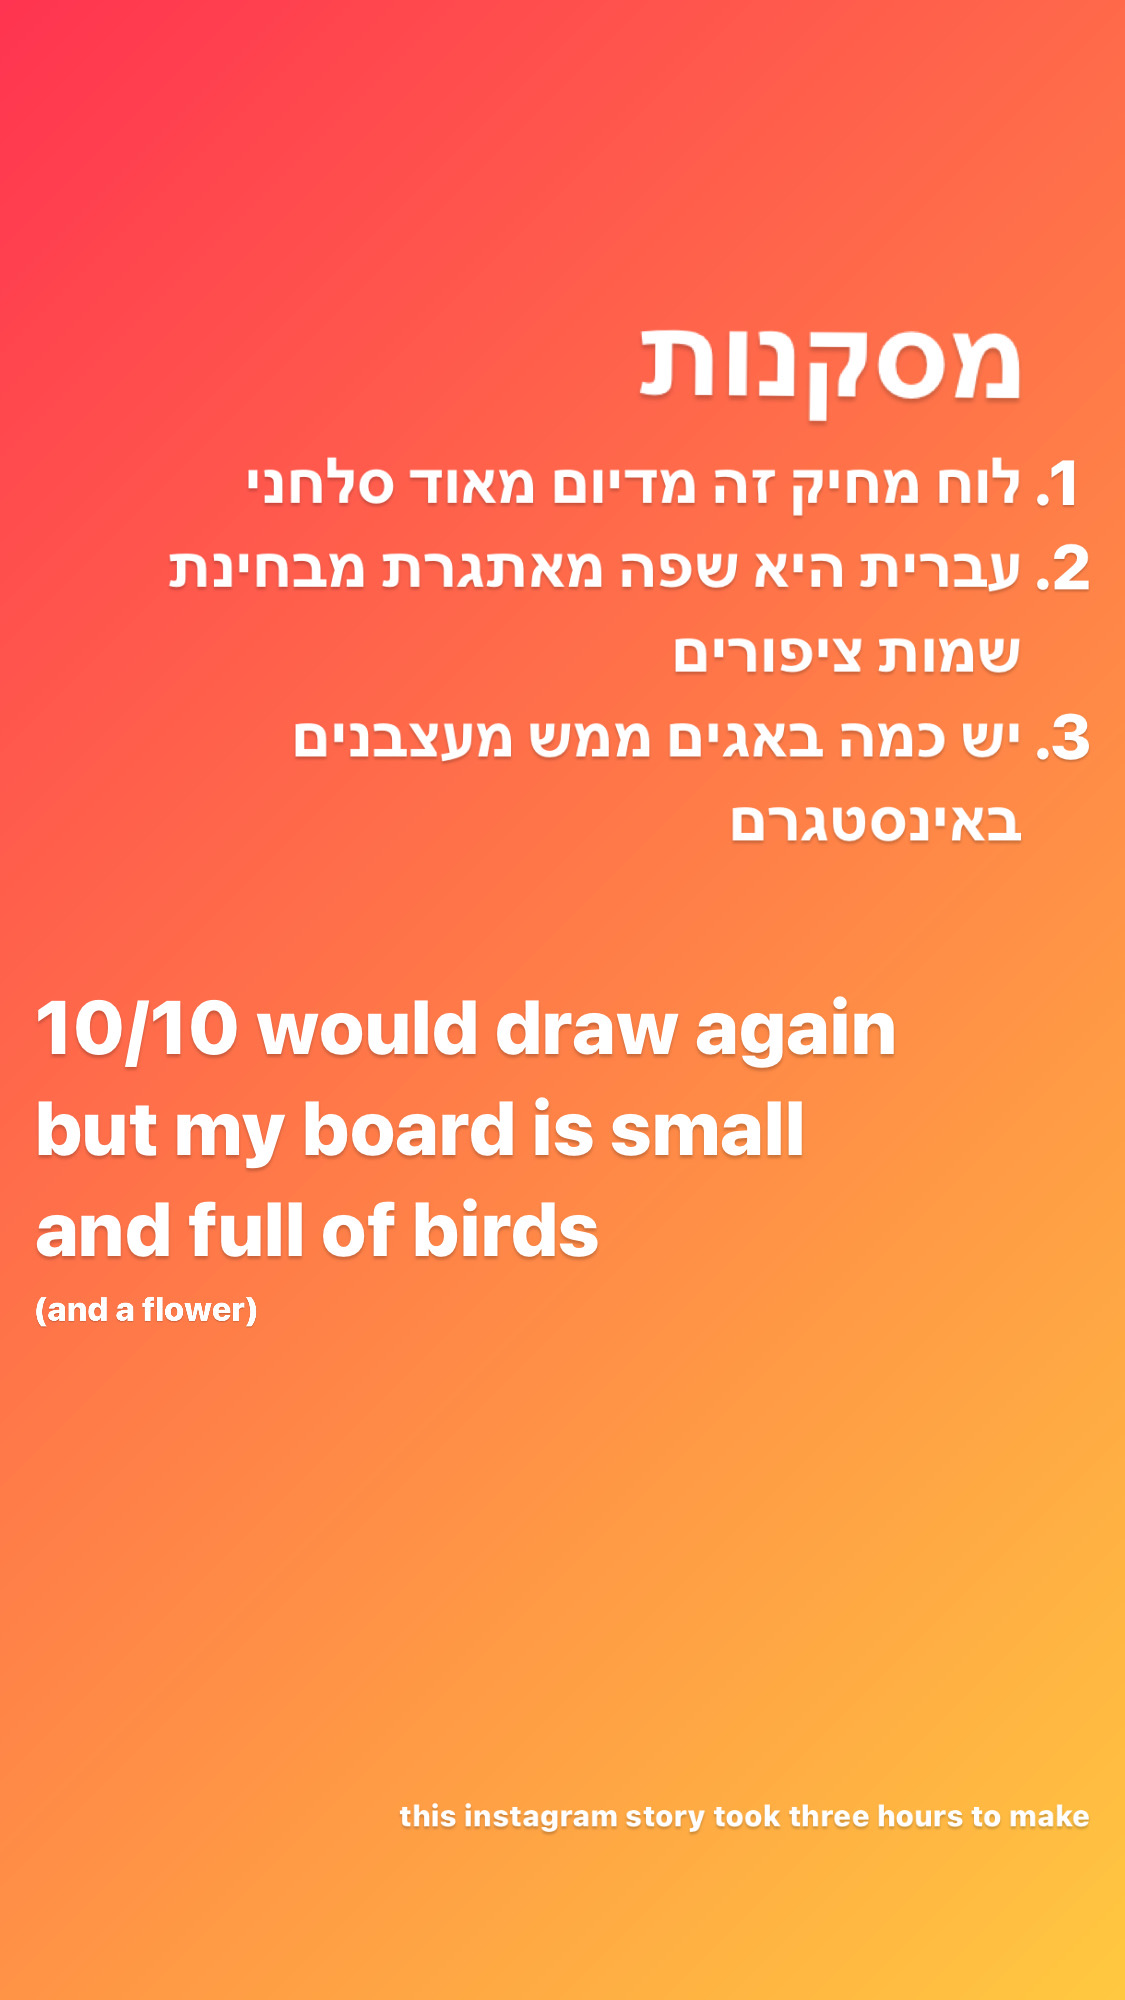 מסקנות
1. לוח מחיק זה מדיום מאוד סלחני
2. עברית היא שפה מאתגרת מבחינת
שמות ציפורים
3. יש כמה באגים ממש מעצבנים
באינסטגרם
10/10 would draw again
but my board is small
and full of birds
(and a flower)
this instagram story took three hours to make